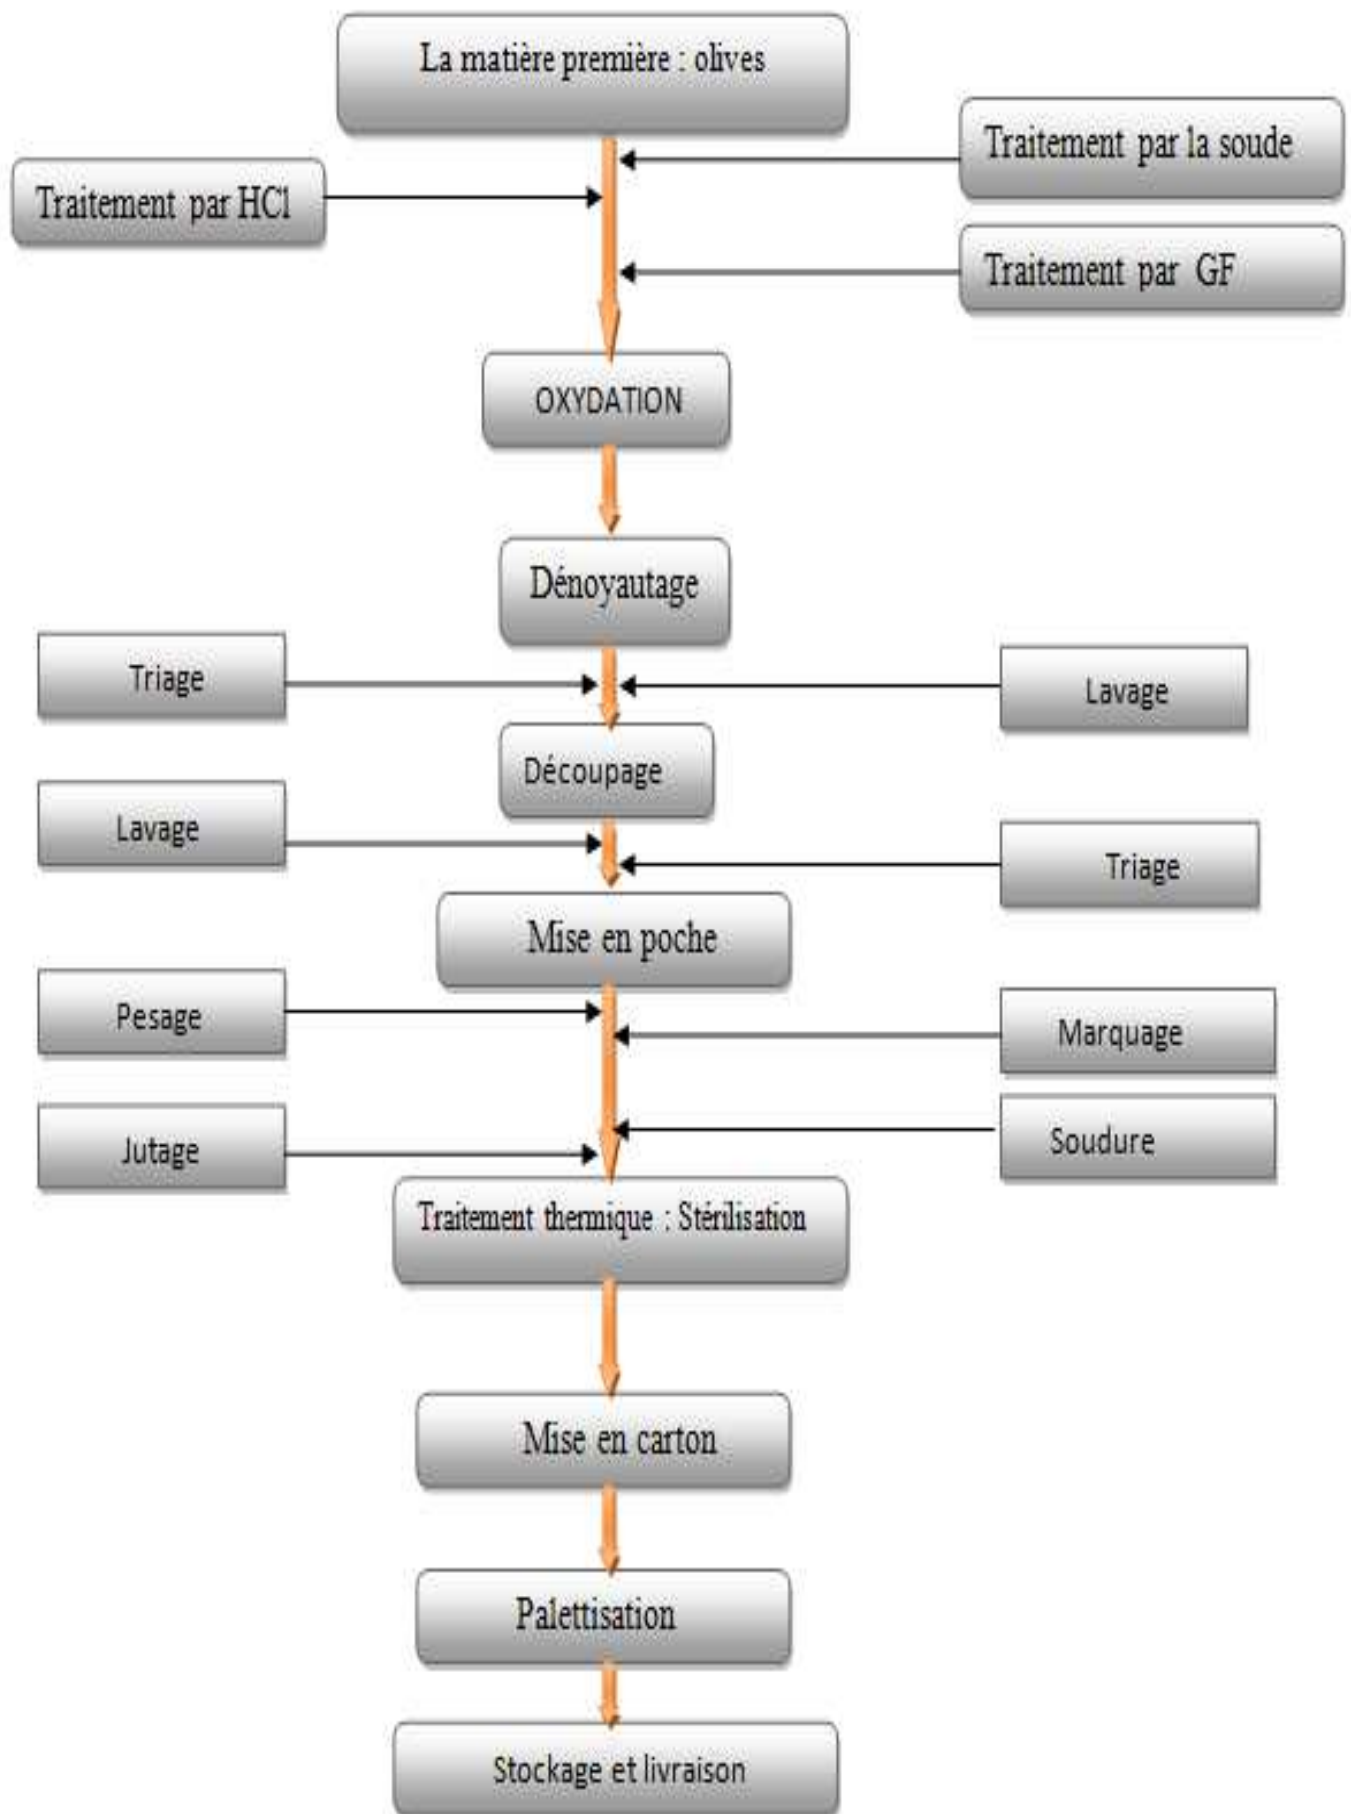 La matière première : olives
Traitement par la soude
Traitement par HCl
Traitement par GF
OXYDATION
Dénoyautage
Triage
Lavage
Découpage
Lavage
Triage
Mise en poche
Pesage
Marquage
Soudure
Jutage
Traitement thermique : Stérilisation
Mise en carton
Palettisation
Stockage et livraison